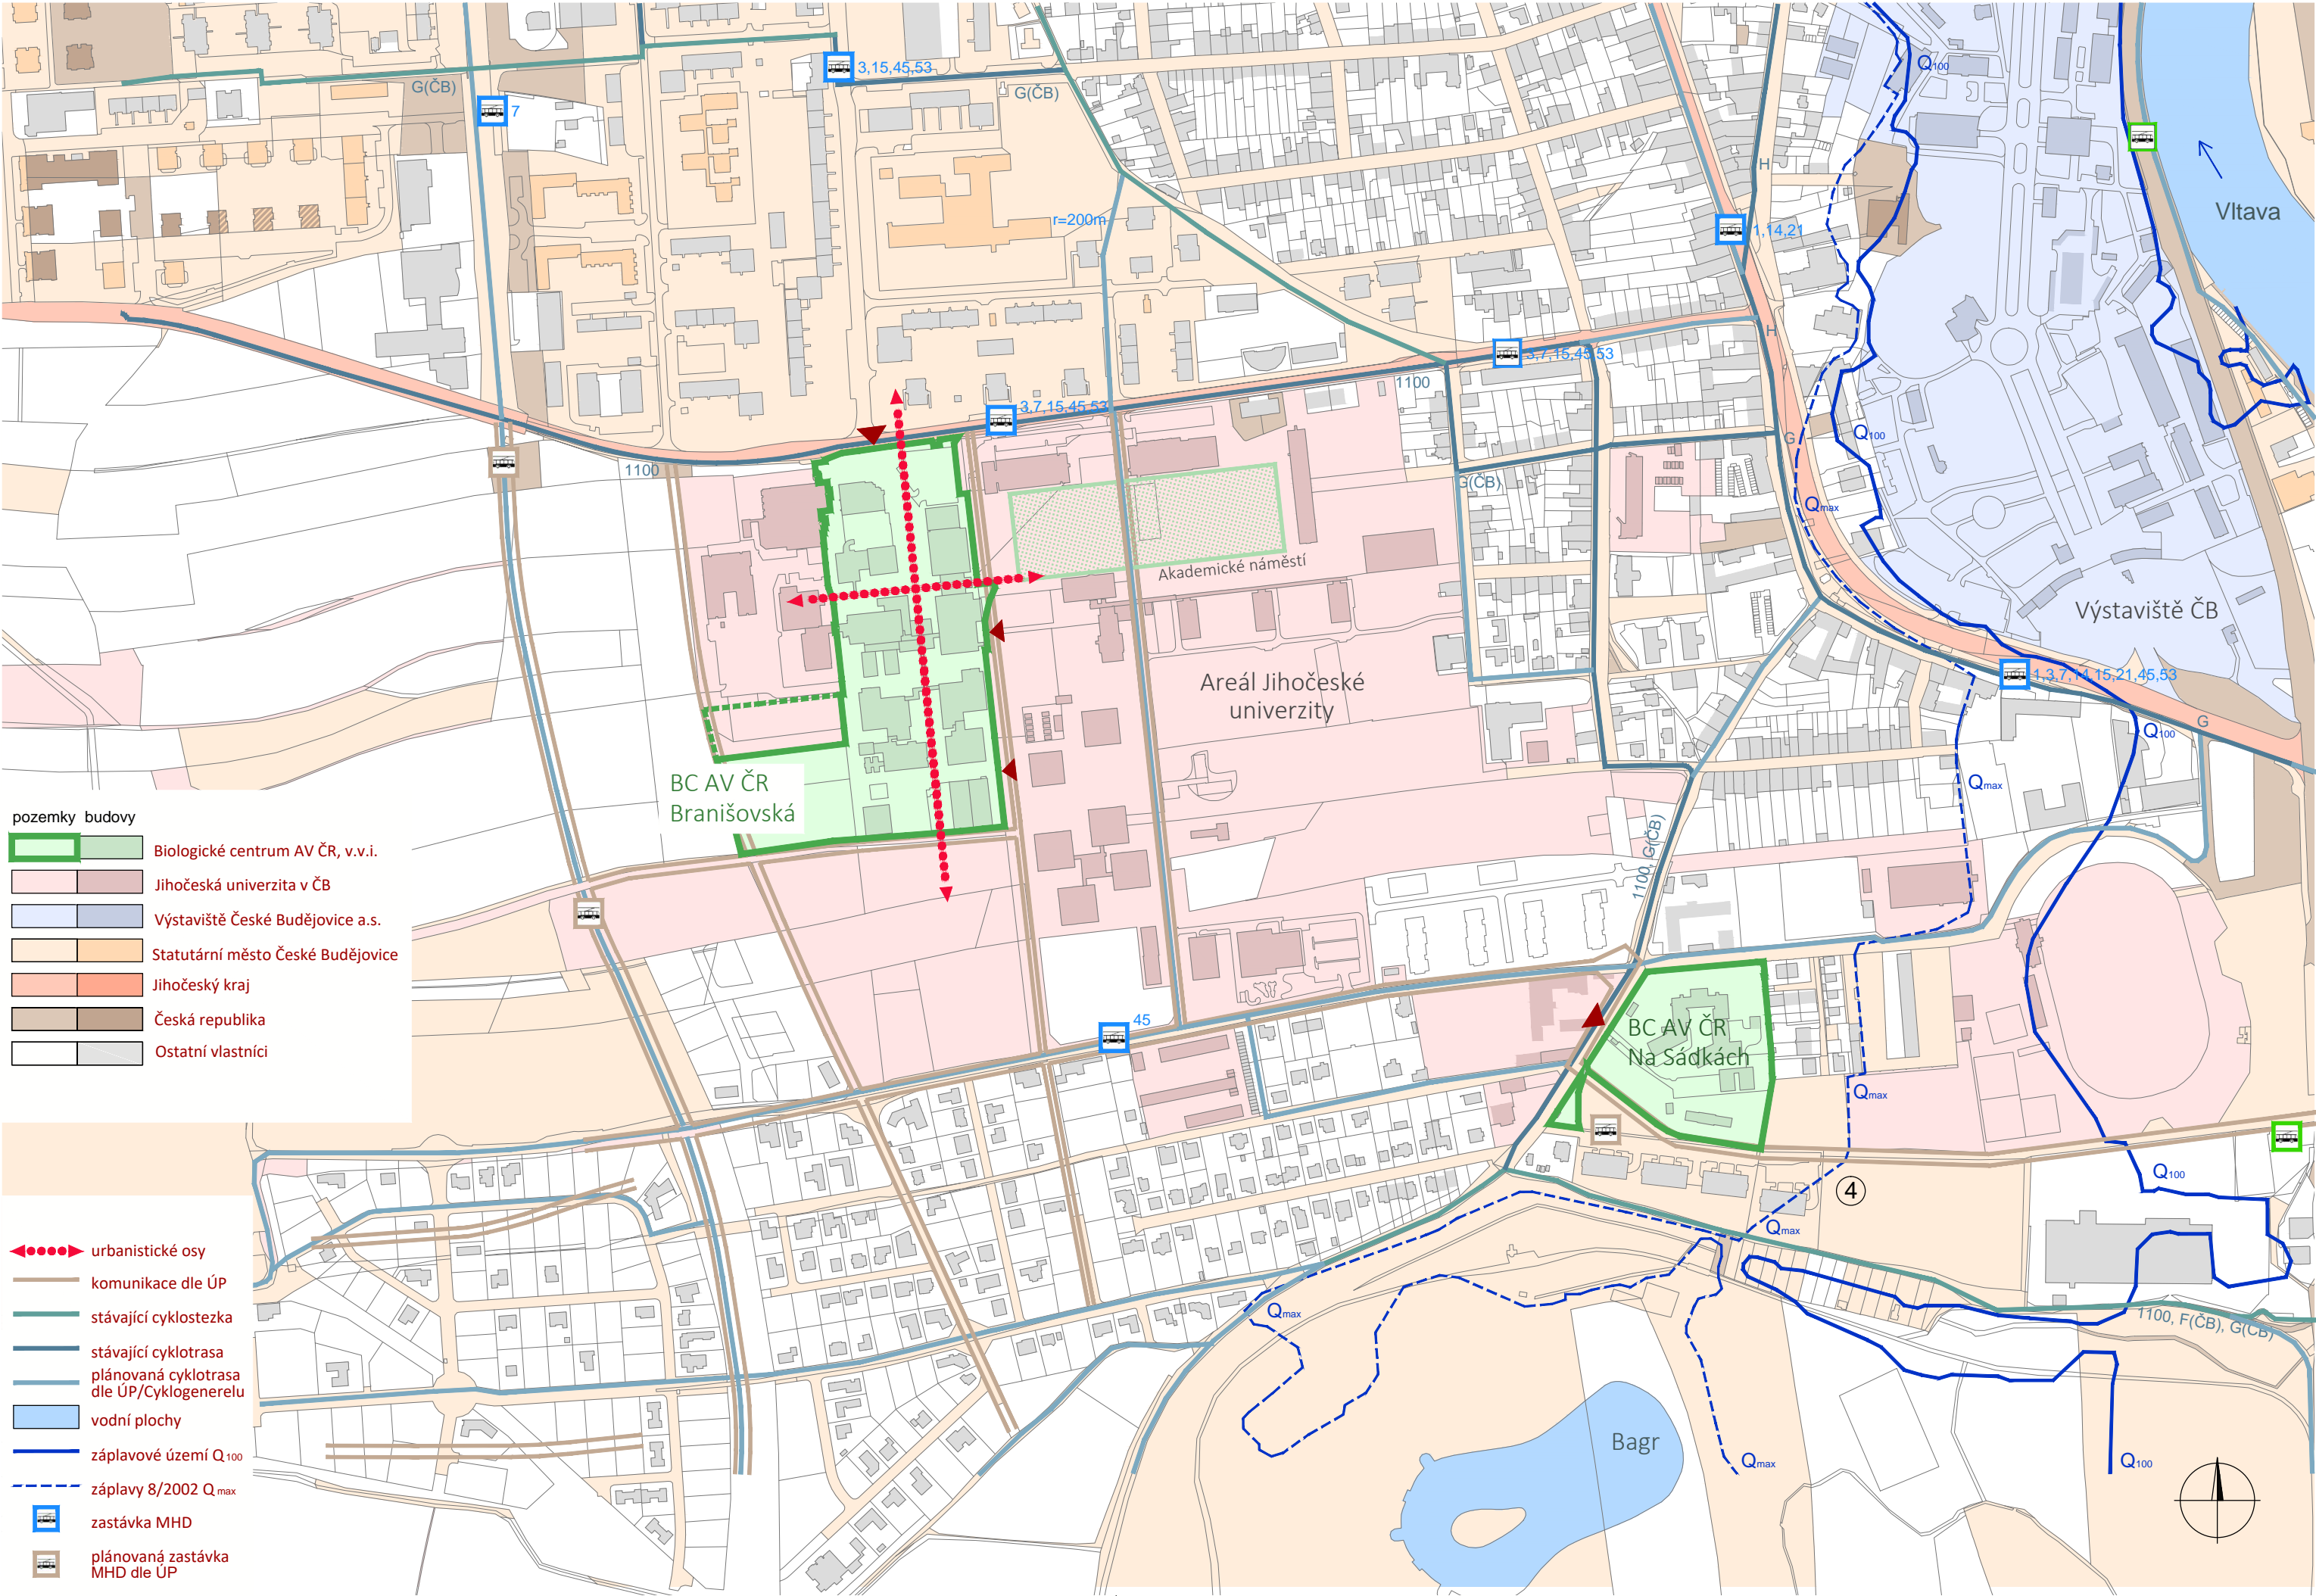 3,15,45,53
G(ČB)
7
G(ČB)
Q100
H
r=200m
1,14,21
Vltava
H
3,7,15,45,53
1100
3,7,15,45,53
G
Q100
1100
G(ČB)
Qmax
Akademické náměstí
Výstaviště ČB
1,3,7,14,15,21,45,53
Areál Jihočeské
univerzity
G
Q100
BC AV ČR
Branišovská
Qmax
pozemky budovy
Biologické centrum AV ČR, v.v.i.
Jihočeská univerzita v ČB
Výstaviště České Budějovice a.s.
Statutární město České Budějovice
Jihočeský kraj
Česká republika
Ostatní vlastníci
1100, G(ČB)
45
BC AV ČR
Na Sádkách
Qmax
Q100
4
Qmax
Qmax
1100, F(ČB), G(ČB)
urbanistické osy
komunikace dle ÚP
stávající cyklostezka
stávající cyklotrasa
plánovaná cyklotrasa
dle ÚP/Cyklogenerelu
vodní plochy
záplavové území Q100
záplavy 8/2002 Qmax
zastávka MHD
plánovaná zastávka
MHD dle ÚP
Bagr
Qmax
Q100